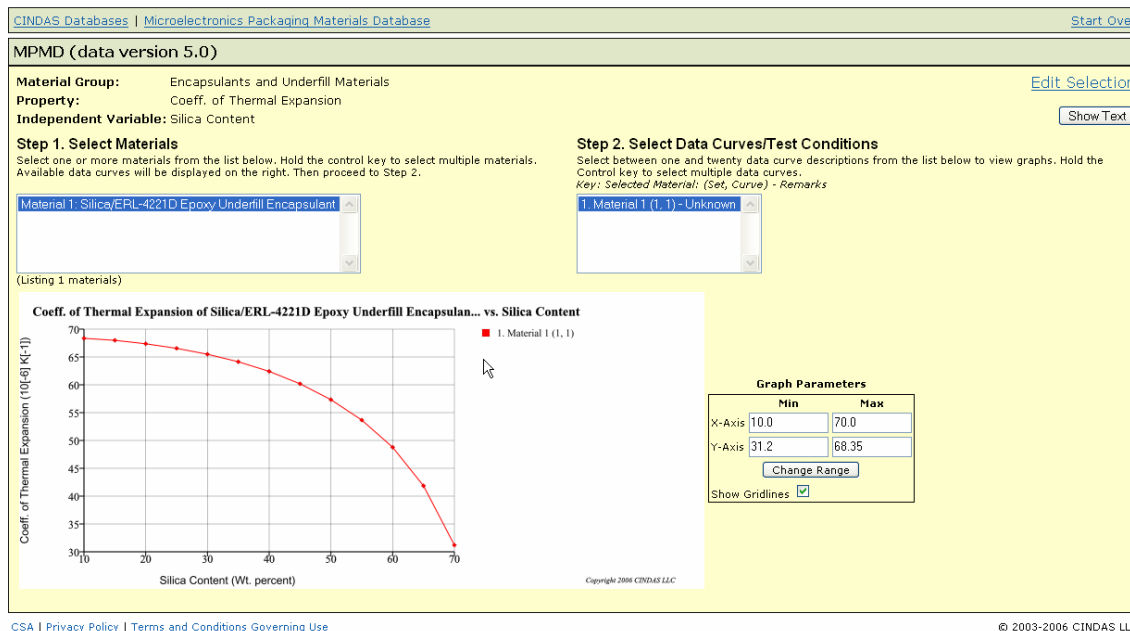 CINDAS Databases | Microelectronics Packaging Materials Database
Start Ove
MPMD (data version 5.0)
Material Group: Encapsulants and Underfill Materials
Edit Selection
Property: Coeff. of Thermal Expansion
Independent Variable: Silica Content
Show Text
Step 1. Select Materials
Select one or more materials from the list below. Hold the control key to select multiple materials.
Available data curves will be displayed on the right. Then proceed to Step 2.
Material 1: Silica/ERL-4221D Epoxy Underfill Encapsulant
(Listing 1 materials)
Step 2. Select Data Curves/Test Conditions
Select between one and twenty data curve descriptions from the list below to view graphs. Hold the
Control key to select multiple data curves.
Key: Selected Material: (Set, Curve) - Remarks
1. Material 1 (1, 1) - Unknown
Coeff. of Thermal Expansion of Silica/ERL-4221D Epoxy Underfill Encapsulan... vs. Silica Content
1. Material 1 (1, 1)
Coeff. of Thermal Expansion (10[-6] K[-1])
70
65
60
55
50
45
40
35
30
10 20 30 40 50 60 70
Silica Content (Wt. percent)
Copyright 2006 CINDAS LLC
Graph Parameters
Min Max
X-Axis 10.0 70.0
Y-Axis 31.2 68.35
Change Range
Show Gridlines
CSA | Privacy Policy | Terms and Conditions Governing Use
© 2003-2006 CINDAS LL